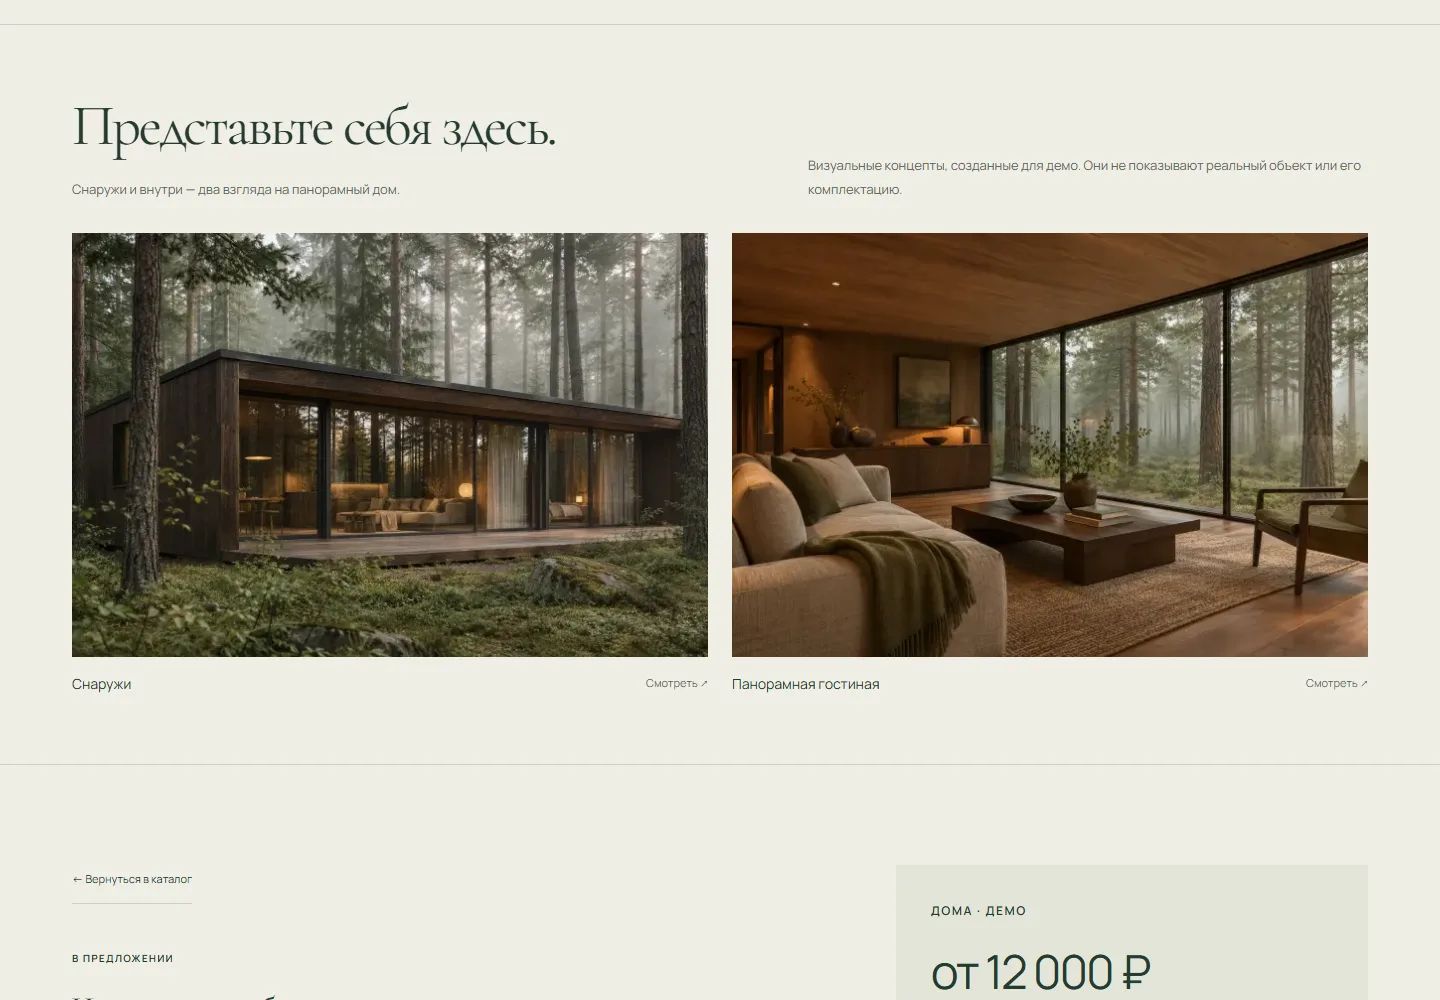 Представьте себя здесь.
Снаружи и внутри — два взгляда на панорамный дом.
Визуальные концепты, созданные для демо. Они не показывают реальный объект или его
комплектацию.
Снаружи
Смотреть ↗
Панорамная гостиная
Смотреть ↗
← Вернуться в каталог
В ПРЕДЛОЖЕНИИ
ДОМА · ДЕМО
от 12 000 ₽